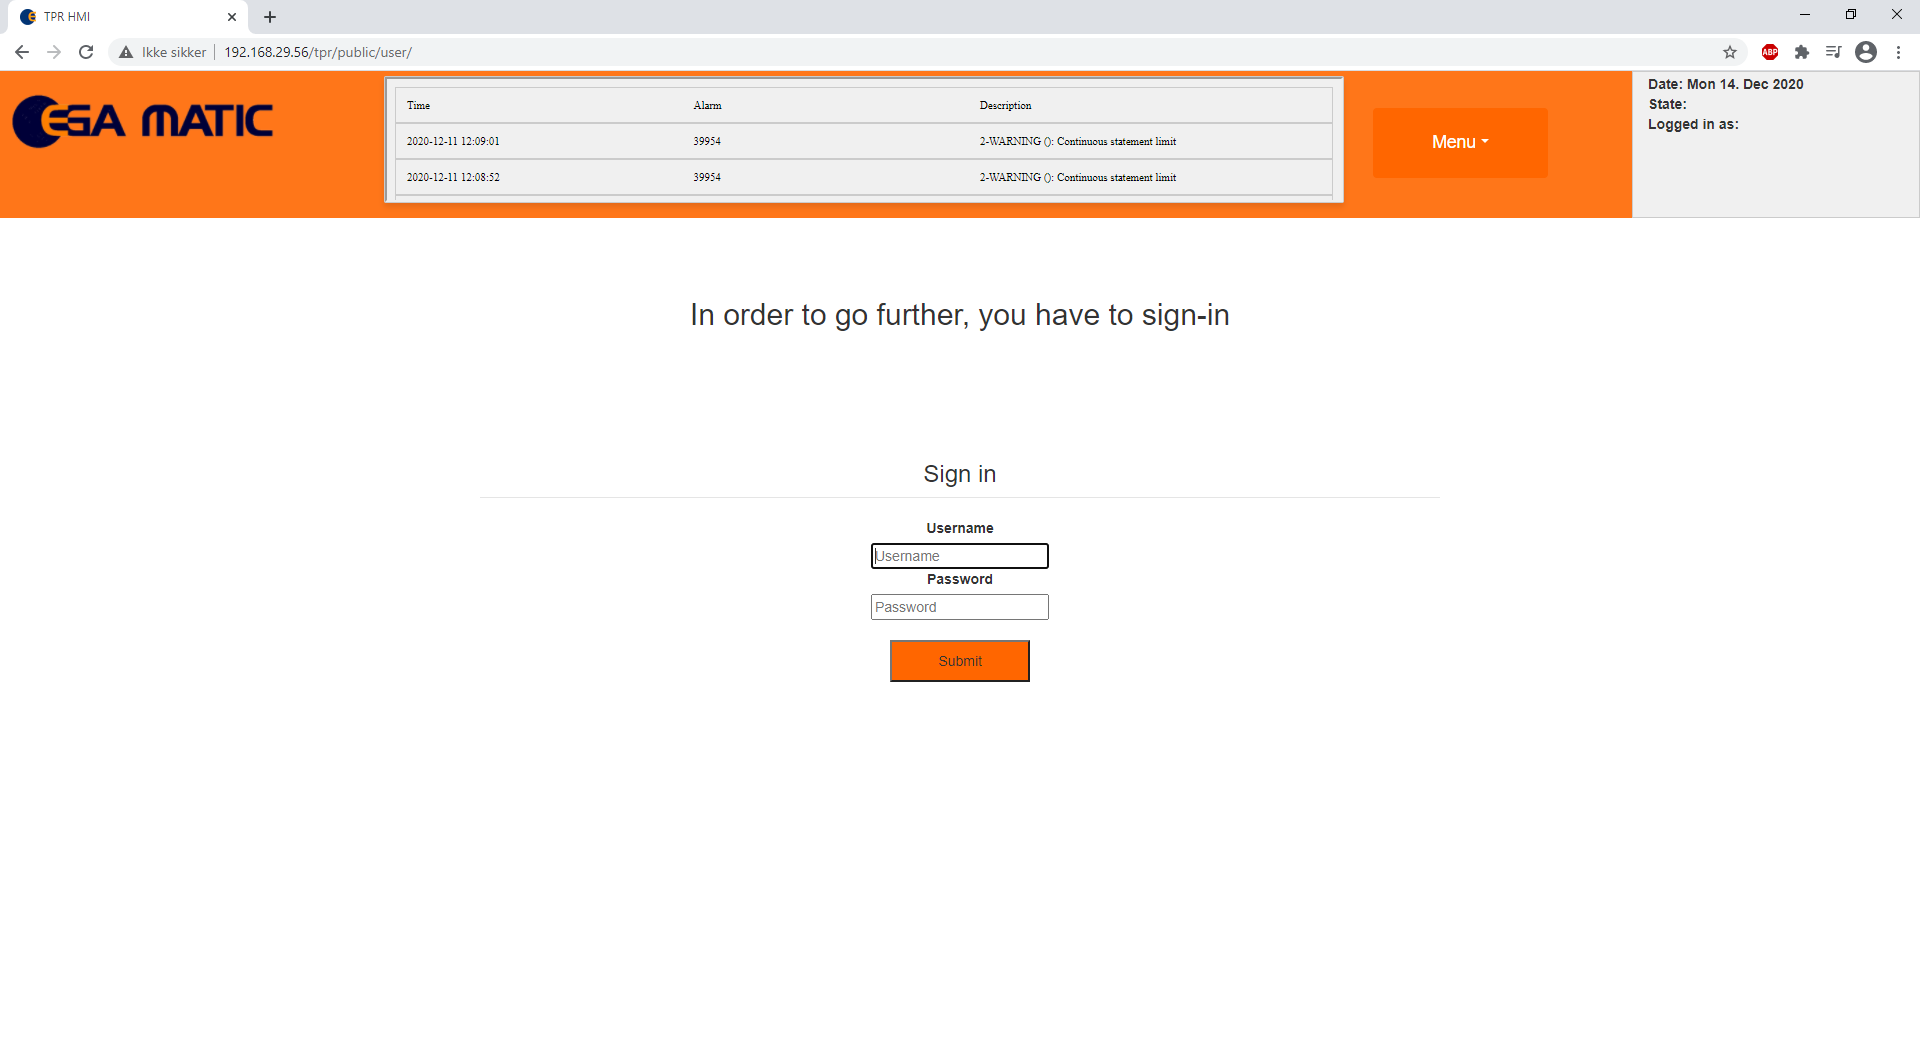 TPR HMI
Ikke sikker 192.168.29.56/tpr/public/user/
ABP
EGA MATIC
Time Alarm Description
2020-12-11 12:09:01 39954 2-WARNING (): Continuous statement limit
2020-12-11 12:08:52 39954 2-WARNING (): Continuous statement limit
Menu
Date: Mon 14. Dec 2020
State:
Logged in as:
In order to go further, you have to sign-in
Sign in
Username
Username
Password
Password
Submit